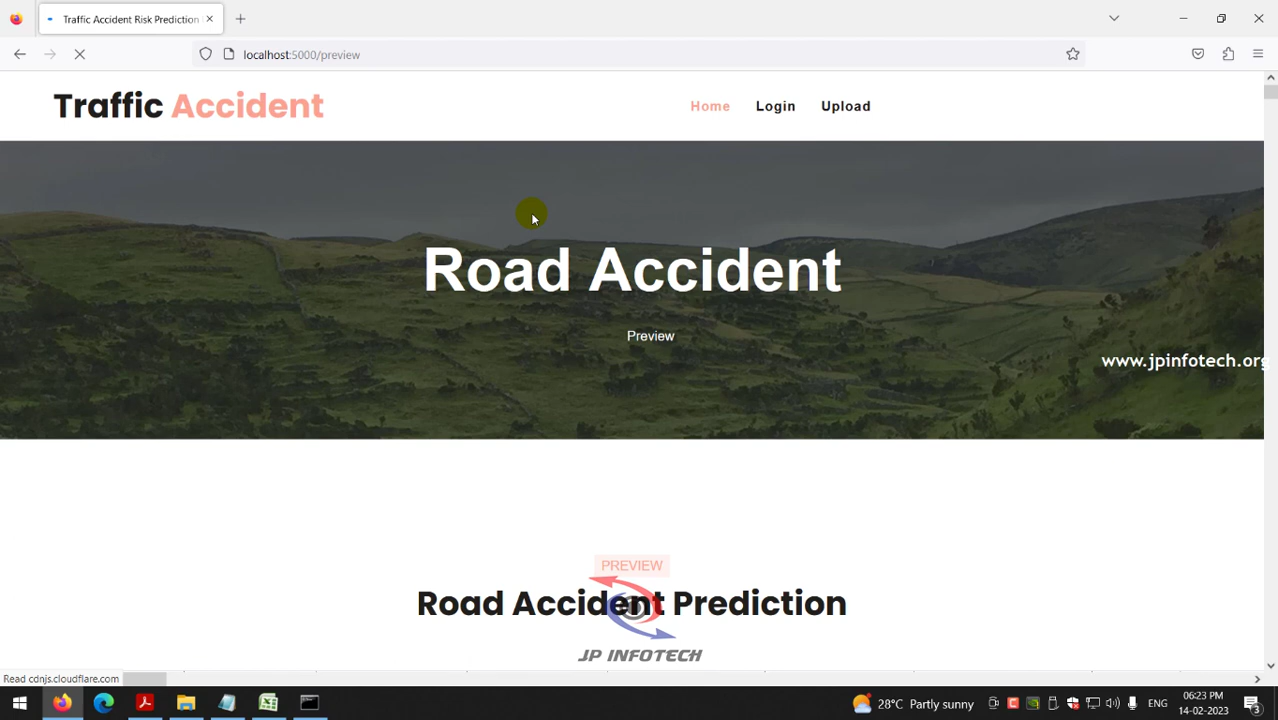 Traffic Accident Risk Prediction
localhost:5000/preview
Traffic Accident
Home Login Upload
Road Accident
Preview
www.jpinfotech.org
PREVIEW
Road Accident Prediction
JP INFOTECH
Read cdnjs.cloudflare.com
28°C Partly sunny
ENG
06:23 PM
14-02-2023
3